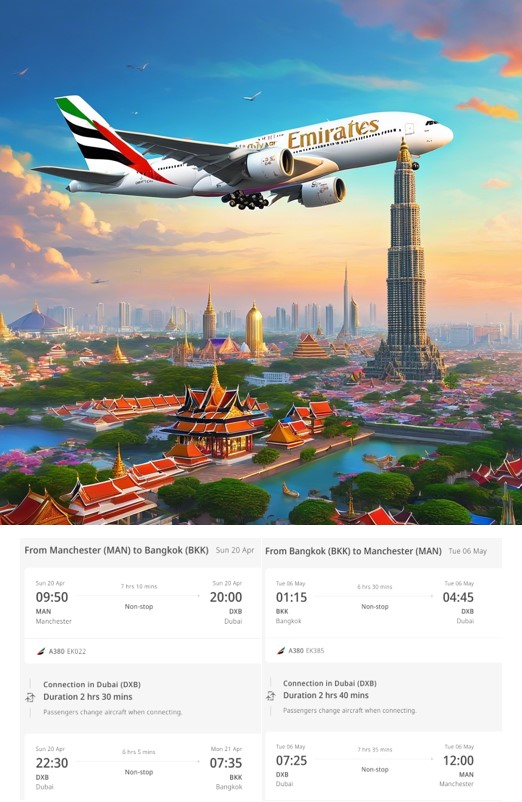 Emirates
From Manchester (MAN) to Bangkok (BKK) Sun 20 Apr
Sun 20 Apr 7 hrs 10 mins Sun 20 Apr
09:50 20:00
MAN Non-stop DXB
Manchester Dubai
A380 EK022
Connection in Dubai (DXB)
Duration 2 hrs 30 mins
Passengers change aircraft when connecting.
Sun 20 Apr 6 hrs 5 mins Mon 21 Apr
22:30 07:35
DXB Non-stop BKK
Dubai Bangkok
From Bangkok (BKK) to Manchester (MAN) Tue 06 May
Tue 06 May 6 hrs 30 mins Tue 06 May
01:15 04:45
BKK Non-stop DXB
Bangkok Dubai
A380 EK385
Connection in Dubai (DXB)
Duration 2 hrs 40 mins
Passengers change aircraft when connecting.
Tue 06 May 7 hrs 35 mins Tue 06 May
07:25 12:00
DXB Non-stop MAN
Dubai Manchester